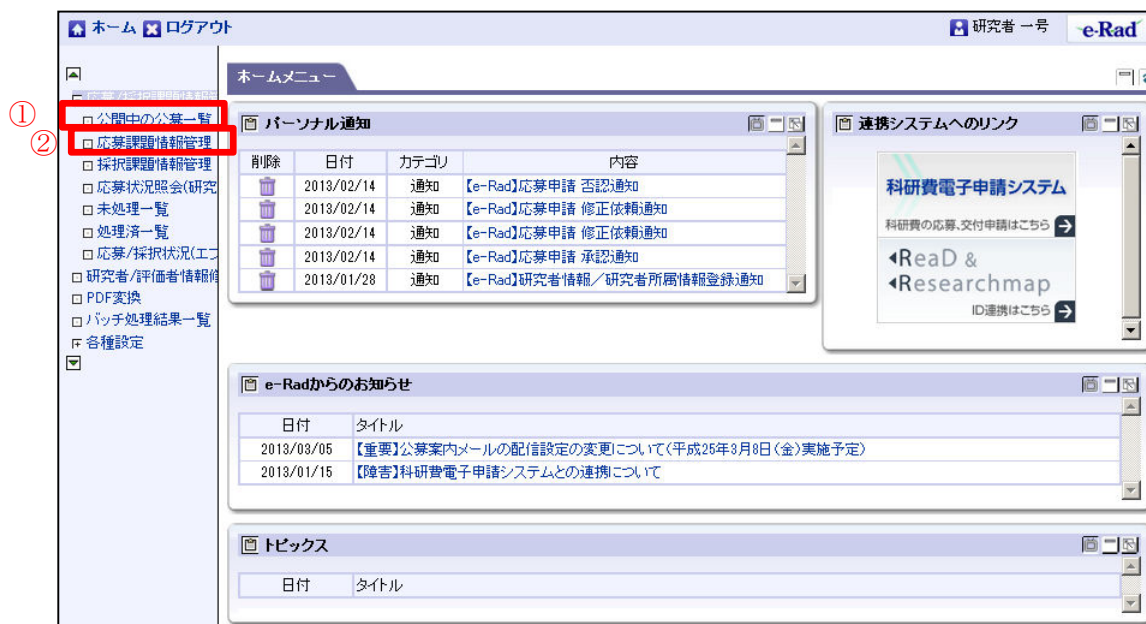 ホーム ログアウト
研究者 一号
e-Rad
ホームメニュー
応募/採択課題情報管
①
公開中の公募一覧
②
応募課題情報管理
採択課題情報管理
応募状況照会(研究
未処理一覧
処理済一覧
応募/採択状況(エフ
研究者/評価者情報修
PDF変換
バッチ処理結果一覧
各種設定
パーソナル通知
削除 日付 カテゴリ 内容
2013/02/14 通知 【e-Rad】応募申請 否認通知
2013/02/14 通知 【e-Rad】応募申請 修正依頼通知
2013/02/14 通知 【e-Rad】応募申請 修正依頼通知
2013/02/14 通知 【e-Rad】応募申請 承認通知
2013/01/28 通知 【e-Rad】研究者情報／研究者所属情報登録通知
連携システムへのリンク
科研費電子申請システム
科研費の応募、交付申請はこちら
ReaD &
Researchmap
ID連携はこちら
e-Radからのお知らせ
日付 タイトル
2013/03/05 【重要】公募案内メールの配信設定の変更について(平成25年3月8日(金)実施予定)
2013/01/15 【障害】科研費電子申請システムとの連携について
トピックス
日付 タイトル